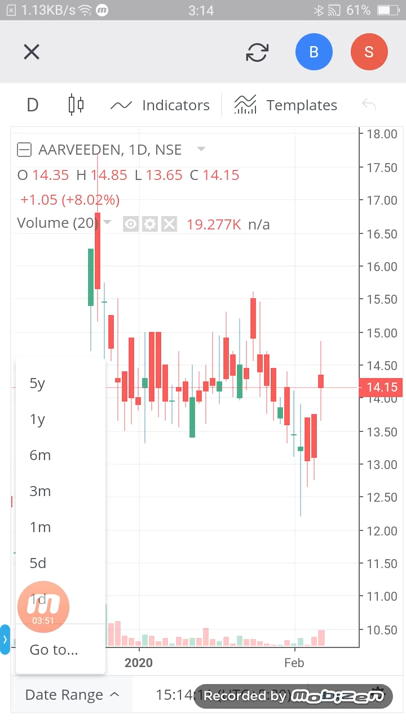 1.13KB/s m 3:14 61%
B S
D Indicators Templates
AARVEEDEN, 1D, NSE
O 14.35 H 14.85 L 13.65 C 14.15
+1.05 (+8.02%)
Volume (20) 19.277K n/a
18.00
17.50
17.00
16.50
16.00
15.50
15.00
14.50
14.15
14.00
13.50
13.00
12.50
12.00
11.50
11.00
10.50
5y
1y
6m
3m
1m
5d
1d
03:51
Go to...
2020 Feb
Date Range 15:14:1
Recorded by mobizen